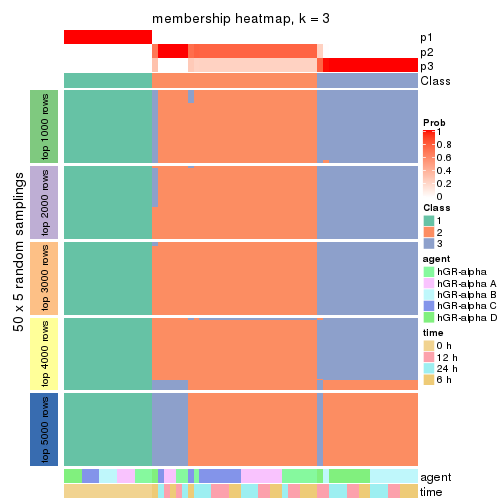 membership heatmap, k = 3
p1
p2
p3
Class
50 x 5 random samplings
top 1000 rows
top 2000 rows
top 3000 rows
top 4000 rows
top 5000 rows
agent
time
Prob
1
0.8
0.6
0.4
0.2
0
Class
1
2
3
agent
hGR-alpha
hGR-alpha A
hGR-alpha B
hGR-alpha C
hGR-alpha D
time
0 h
12 h
24 h
6 h